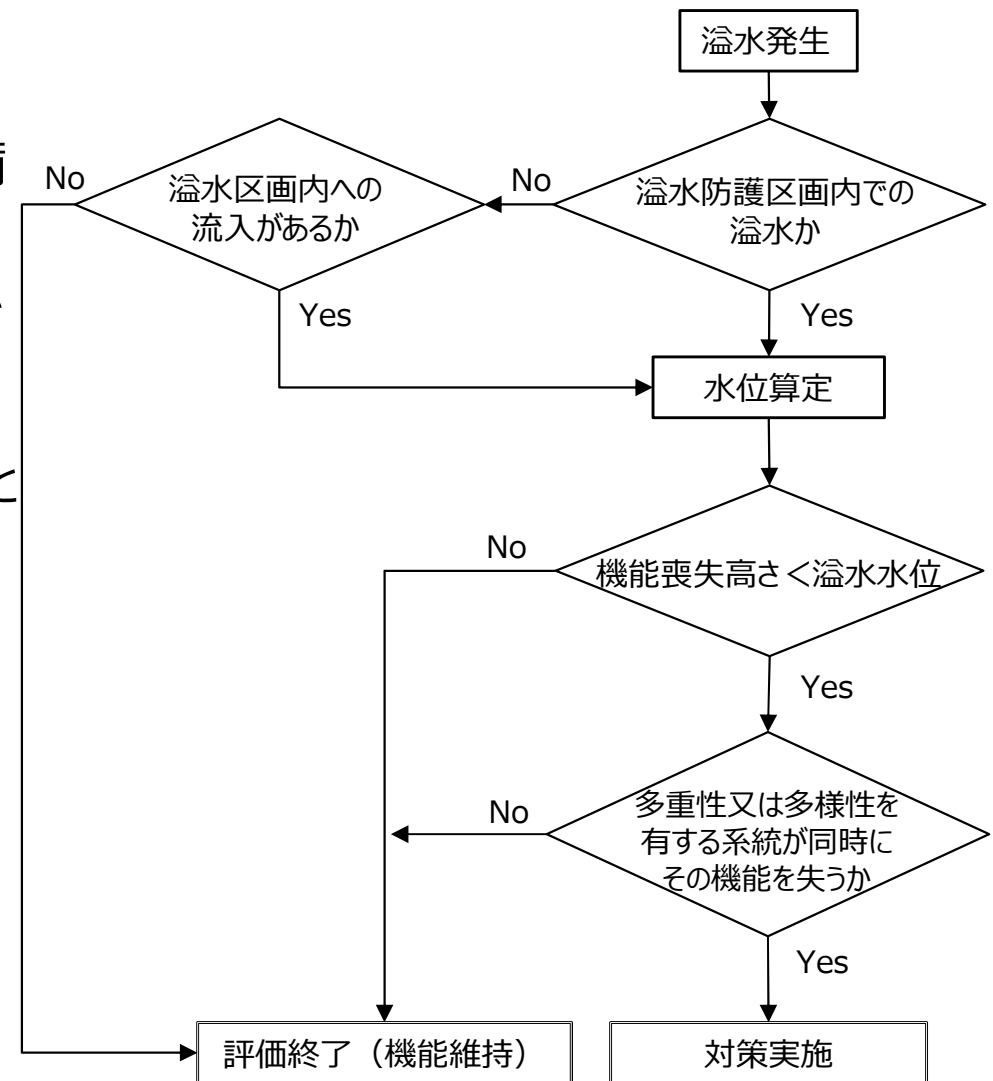 溢水発生
No
溢水区画内への
流入があるか
No
溢水防護区画内での
溢水か
Yes
Yes
水位算定
No
機能喪失高さ＜溢水水位
Yes
No
多重性又は多様性を
有する系統が同時に
その機能を失うか
Yes
評価終了（機能維持）
対策実施
と